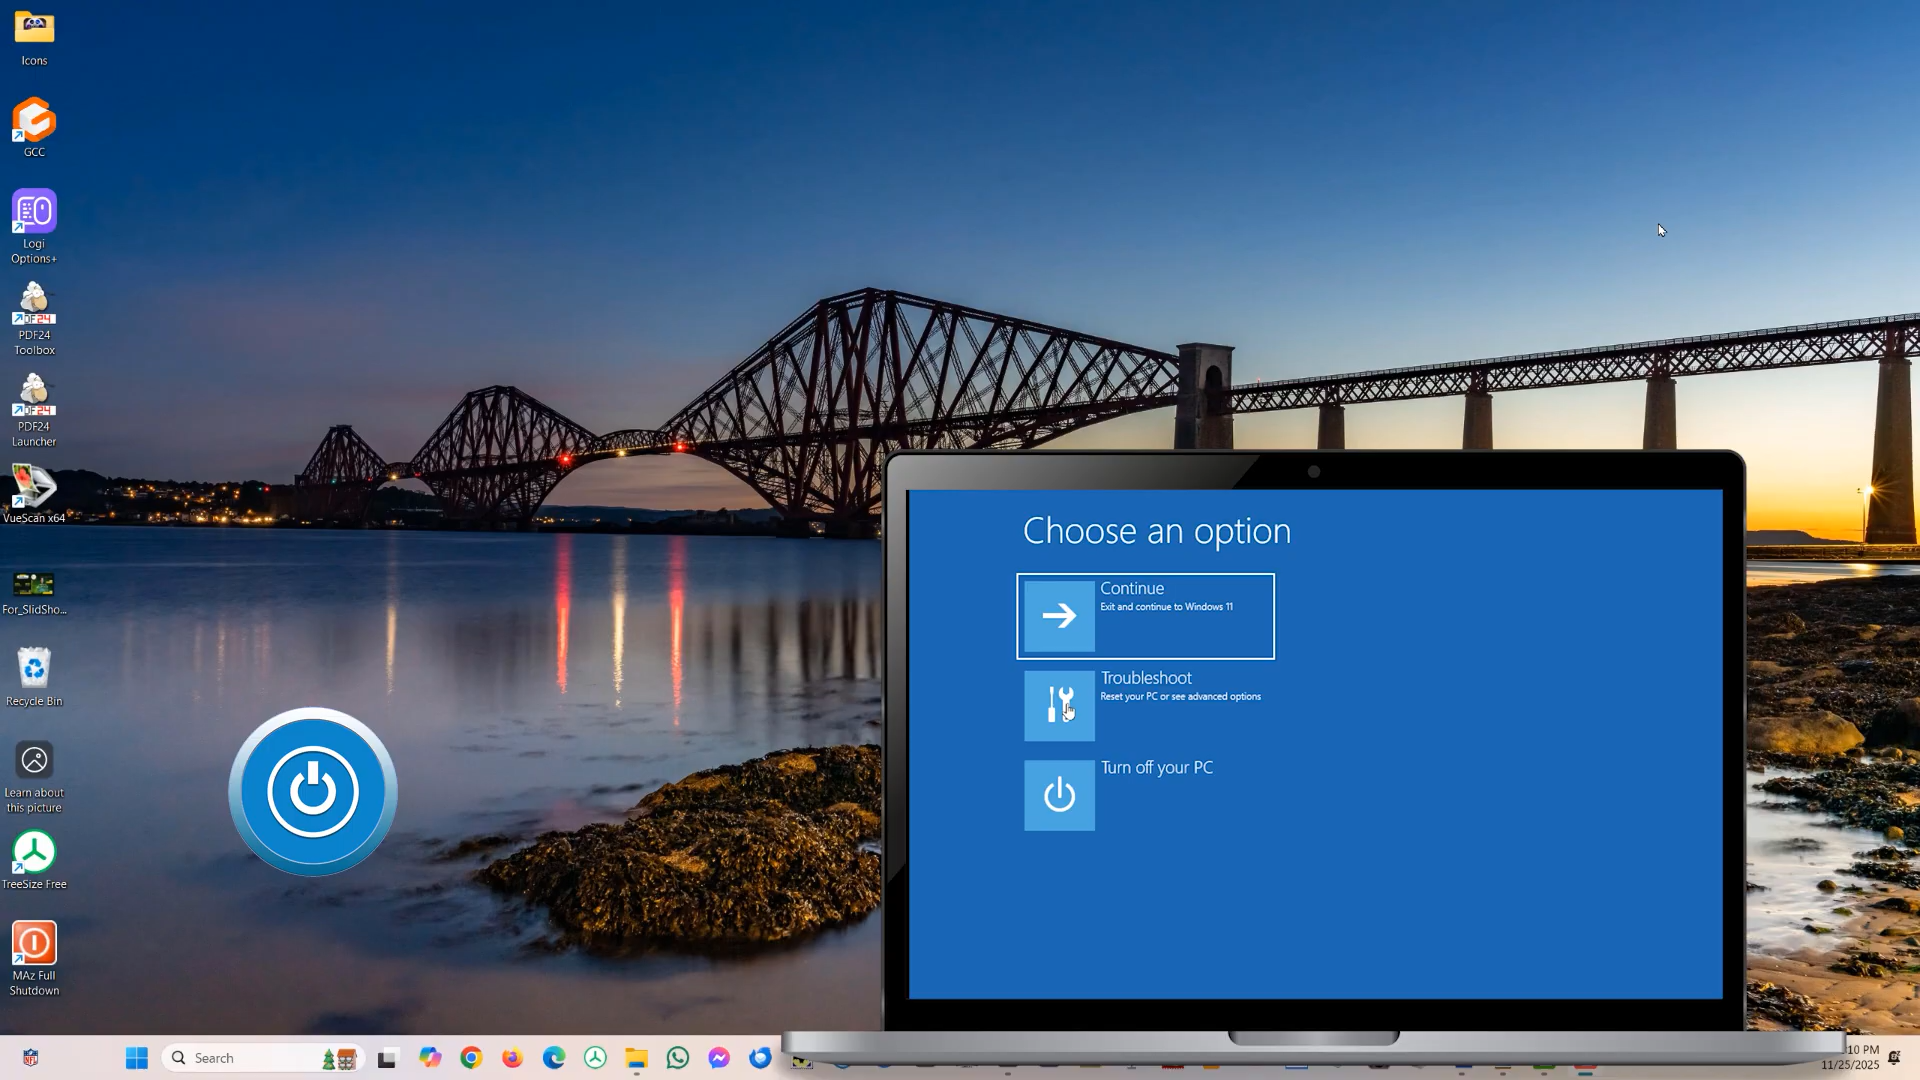 Icons
GCC
Logi
Options+
PDF24
Toolbox
PDF24
Launcher
VueScan x64
For_SlidSho...
Recycle Bin
Learn about
this picture
TreeSize Free
MAz Full
Shutdown
Choose an option
Continue
Exit and continue to Windows 11
Troubleshoot
Reset your PC or see advanced options
Turn off your PC
Search
:10 PM
11/25/2025